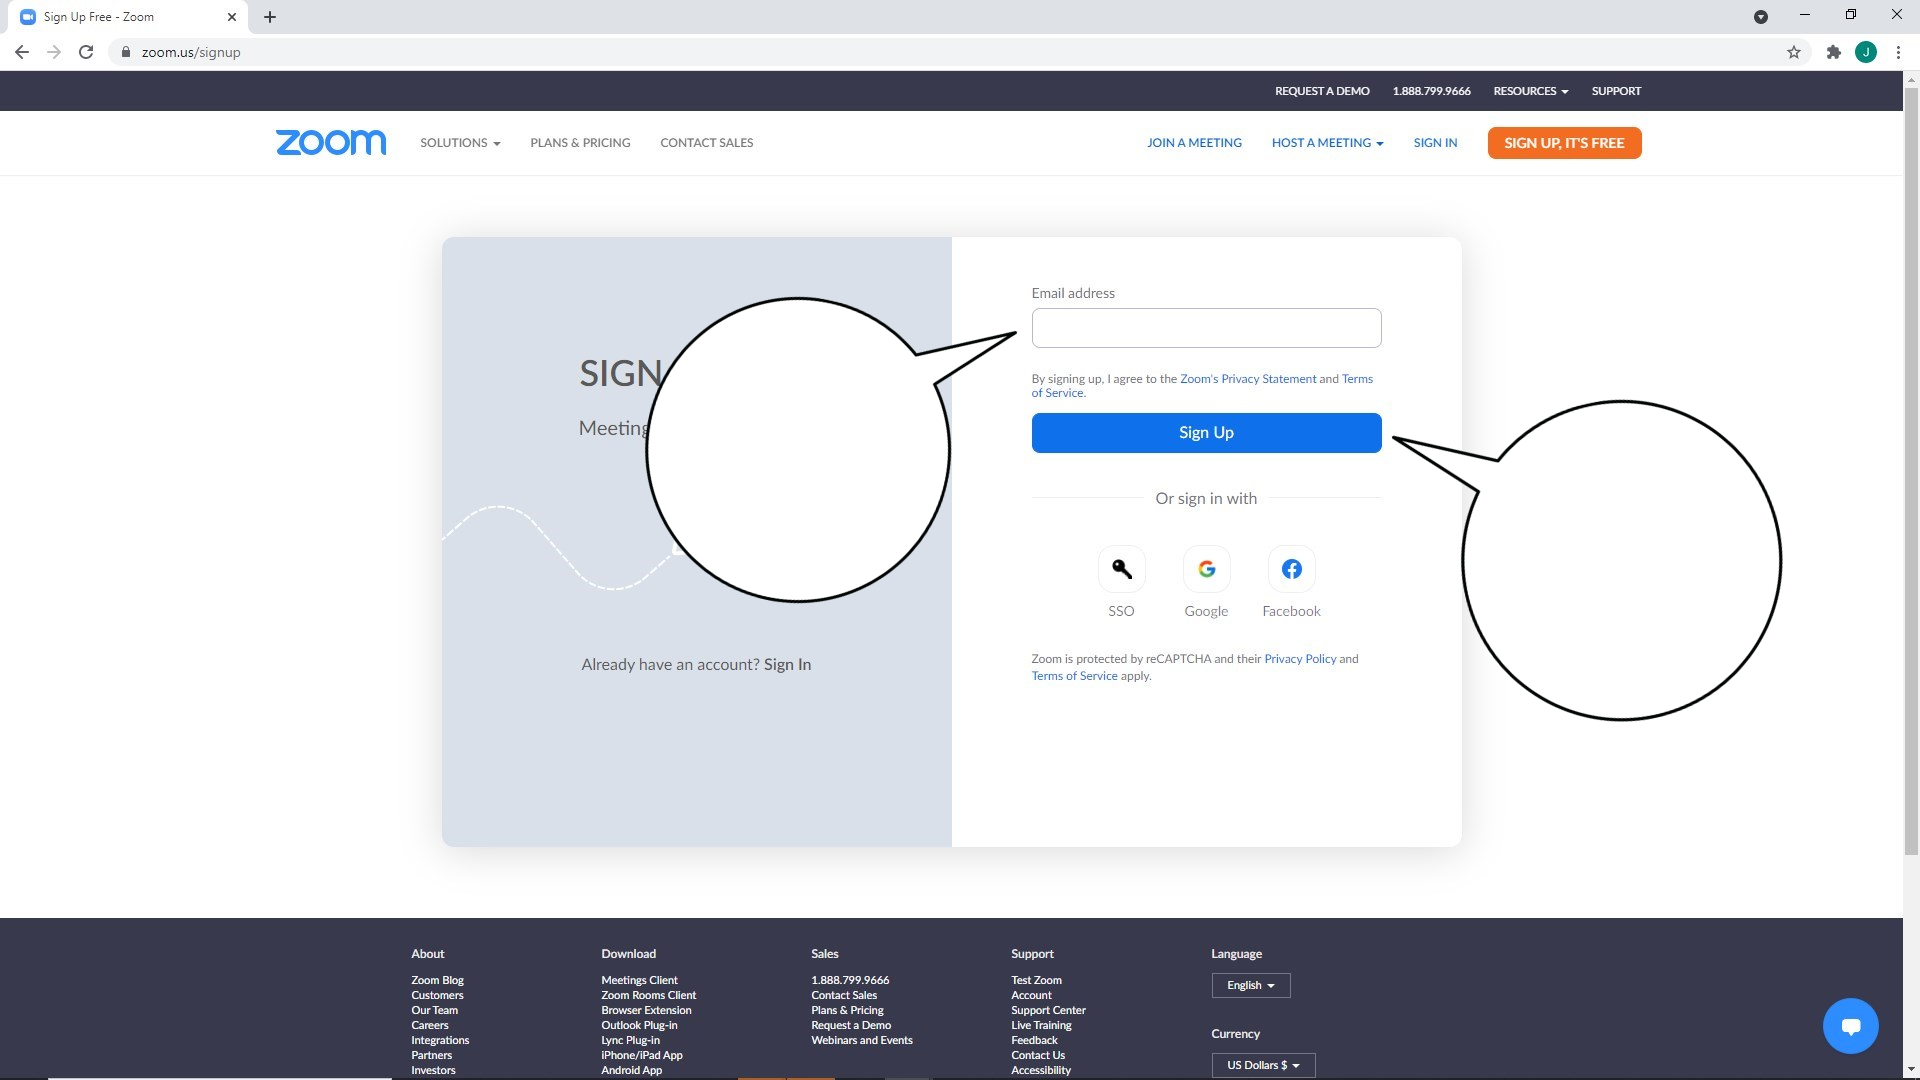 Sign Up Free - Zoom
zoom.us/signup
J
REQUEST A DEMO 1.888.799.9666 RESOURCES SUPPORT
zoom SOLUTIONS PLANS & PRICING CONTACT SALES JOIN A MEETING HOST A MEETING SIGN IN SIGN UP, IT'S FREE
SIGN
Meeting
Already have an account? Sign In
Email address
By signing up, I agree to the Zoom's Privacy Statement and Terms
of Service.
Sign Up
Or sign in with
SSO Google Facebook
Zoom is protected by reCAPTCHA and their Privacy Policy and
Terms of Service apply.
About
Zoom Blog
Customers
Our Team
Careers
Integrations
Partners
Investors
Download
Meetings Client
Zoom Rooms Client
Browser Extension
Outlook Plug-in
Lync Plug-in
iPhone/iPad App
Android App
Sales
1.888.799.9666
Contact Sales
Plans & Pricing
Request a Demo
Webinars and Events
Support
Test Zoom
Account
Support Center
Live Training
Feedback
Contact Us
Accessibility
Language
English
Currency
US Dollars $